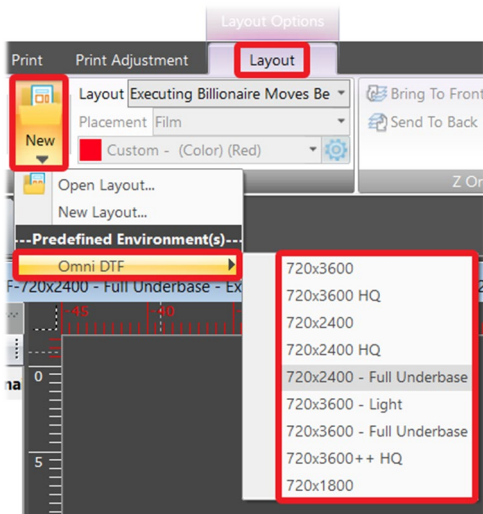 Layout Options
Print Print Adjustment Layout
Layout Executing Billionaire Moves Be
Placement Film
Custom - (Color) (Red)
New
Bring To Front
Send To Back
Z Or
Open Layout...
New Layout...
---Predefined Environment(s)---
Omni DTF
720x3600
720x3600 HQ
720x2400
720x2400 HQ
720x2400 - Full Underbase
720x3600 - Light
720x3600 - Full Underbase
720x3600++ HQ
720x1800
F-720x2400 - Full Underbase - Ex
-45 -40
0
5